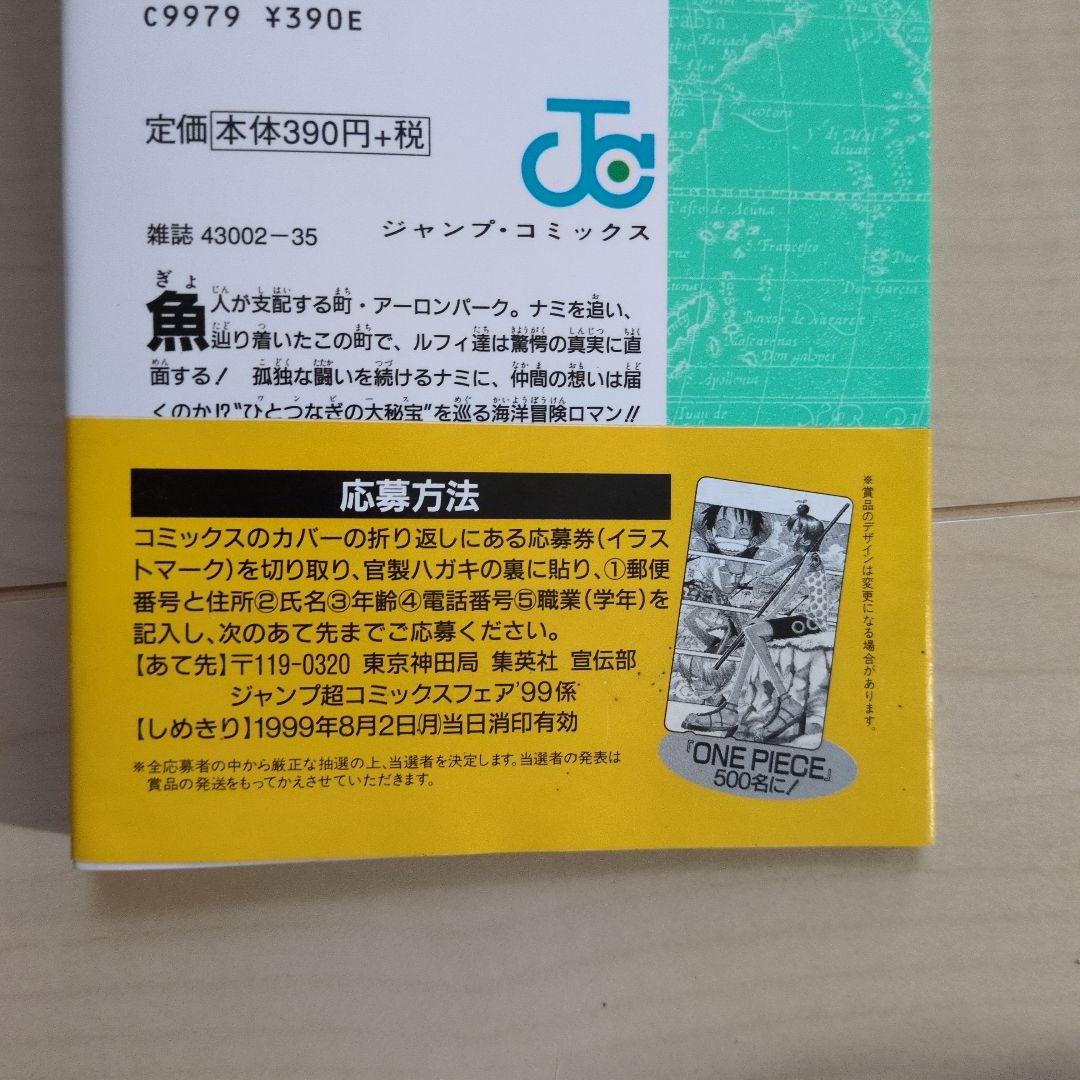 C9979 ¥390E
定価 本体390円+税
JC
ジャンプ・コミックス
雑誌 43002-35
魚人が支配する町・アーロンパーク。ナミを追い、
辿り着いたこの町で、ルフィ達は驚愕の真実に直
面する! 孤独な闘いを続けるナミに、仲間の想いは届
くのか!?"ひとつなぎの大秘宝"を巡る海洋冒険ロマン!!
応募方法
コミックスのカバーの折り返しにある応募券(イラス
トマーク)を切り取り、官製ハガキの裏に貼り、①郵便
番号と住所②氏名③年齢④電話番号⑤職業(学年)を
記入し、次のあて先までご応募ください。
【あて先】〒119-0320 東京神田局 集英社 宣伝部
ジャンプ超コミックスフェア'99係
【しめきり】1999年8月2日(月)当日消印有効
※全応募者の中から厳正な抽選の上、当選者を決定します。当選者の発表は
賞品の発送をもってかえさせていただきます。
※賞品のデザインは変更になる場合があります。
『ONE PIECE』
500名に!
Socotora
S. Francesco
Don Garcia
Mascarenas
Don galopes
S. Apollonia
Juan de